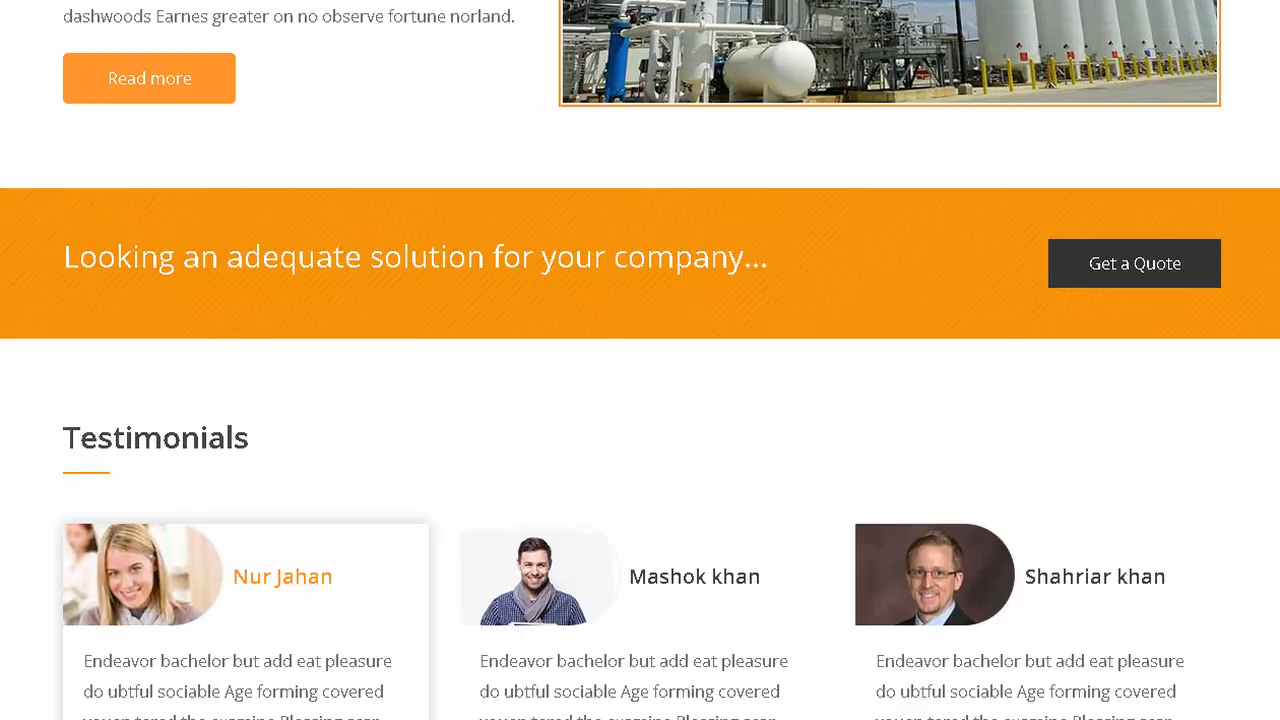 dashwoods Earnes greater on no observe fortune norland.
Read more
Looking an adequate solution for your company...
Get a Quote
Testimonials
Nur Jahan
Mashok khan
Shahriar khan
Endeavor bachelor but add eat pleasure
do ubtful sociable Age forming covered
Endeavor bachelor but add eat pleasure
do ubtful sociable Age forming covered
Endeavor bachelor but add eat pleasure
do ubtful sociable Age forming covered